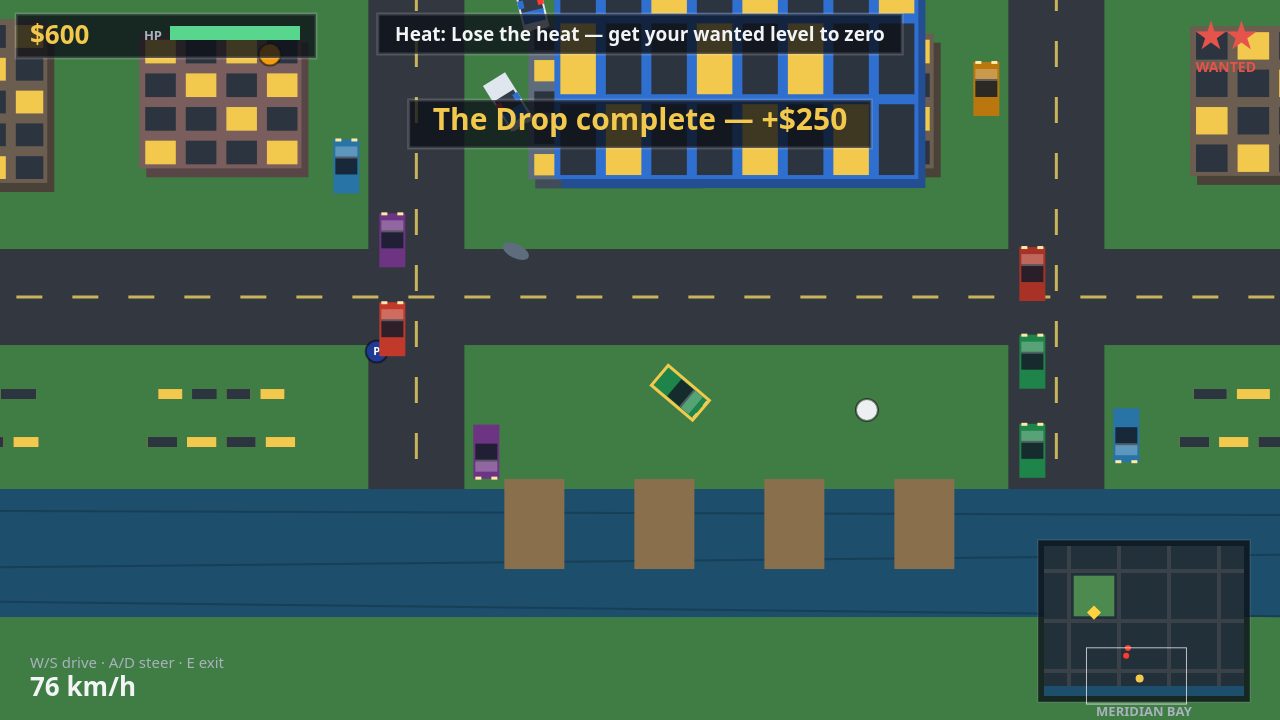 $600
HP
Heat: Lose the heat — get your wanted level to zero
WANTED
The Drop complete — +$250
P
W/S drive · A/D steer · E exit
76 km/h
MERIDIAN BAY